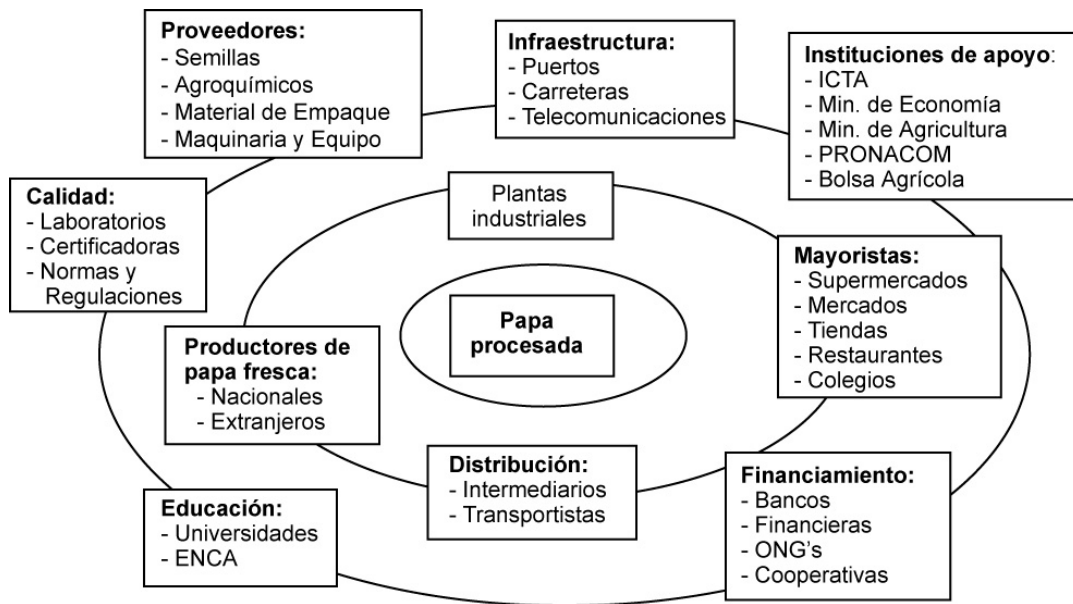 Proveedores:
- Semillas
- Agroquímicos
- Material de Empaque
- Maquinaria y Equipo
Infraestructura:
- Puertos
- Carreteras
- Telecomunicaciones
Instituciones de apoyo:
- ICTA
- Min. de Economía
- Min. de Agricultura
- PRONACOM
- Bolsa Agrícola
Calidad:
- Laboratorios
- Certificadoras
- Normas y
Regulaciones
Plantas
industriales
Mayoristas:
- Supermercados
- Mercados
- Tiendas
- Restaurantes
- Colegios
Papa
procesada
Productores de
papa fresca:
- Nacionales
- Extranjeros
Distribución:
- Intermediarios
- Transportistas
Financiamiento:
- Bancos
- Financieras
- ONG's
- Cooperativas
Educación:
- Universidades
- ENCA